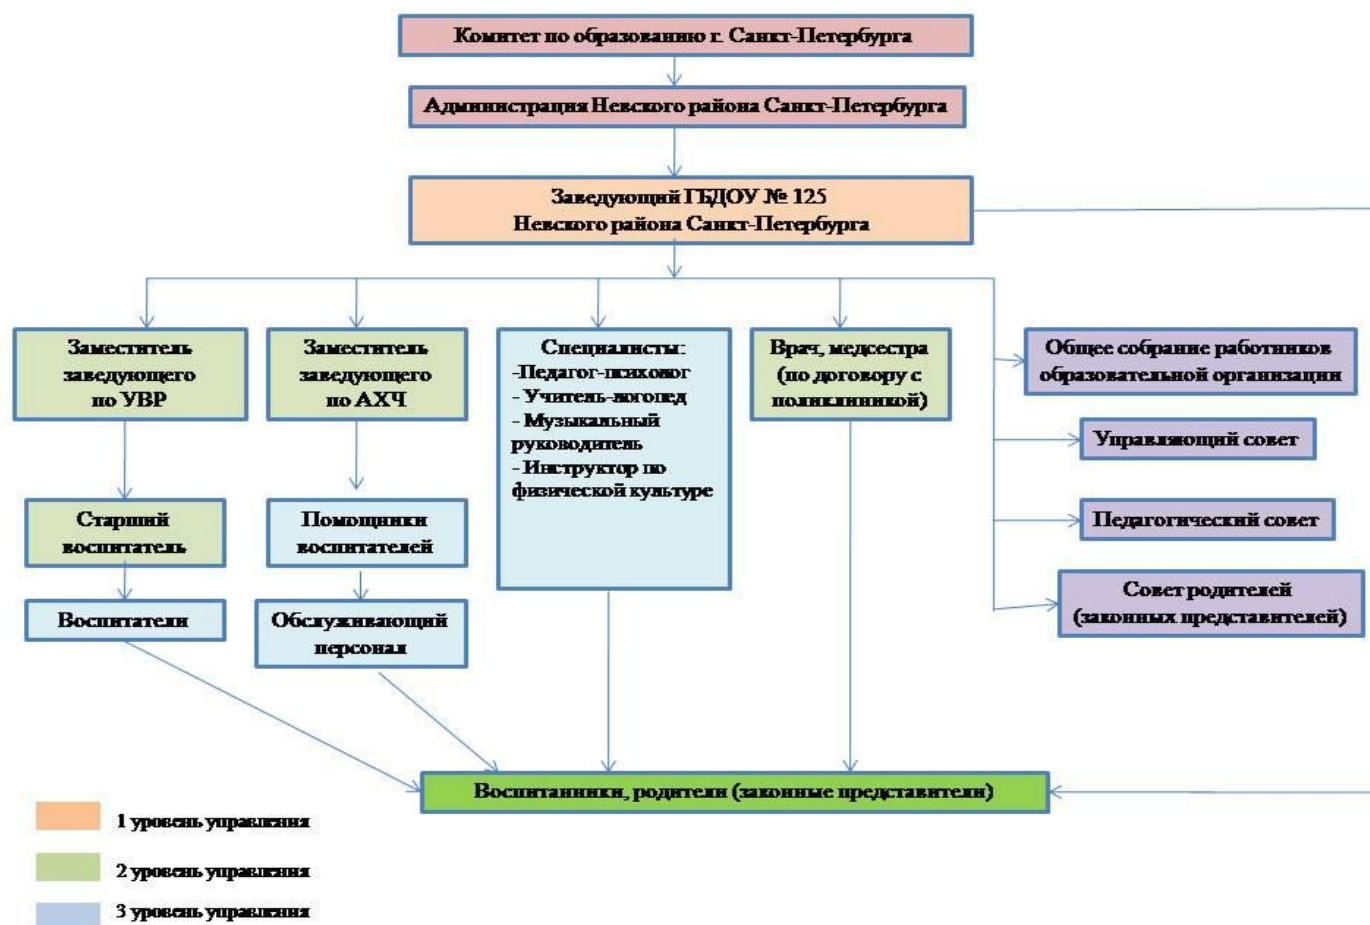 Комитет по образованию г. Санкт-Петербурга
Администрация Невского района Санкт-Петербурга
Заведующий ГБДОУ № 125
Невского района Санкт-Петербурга
Заместитель
заведующего
по УВР
Заместитель
заведующего
по АХЧ
Специалисты:
-Педагог-психолог
- Учитель-логопед
- Музыкальный
руководитель
- Инструктор по
физической культуре
Врач, медсестра
(по договору с
поликлиникой)
Общее собрание работников
образовательной организации
Управляющий совет
Педагогический совет
Совет родителей
(законных представителей)
Старший
воспитатель
Помощники
воспитателей
Воспитатели
Обслуживающий
персонал
Воспитанники, родители (законные представители)
1 уровень управления
2 уровень управления
3 уровень управления